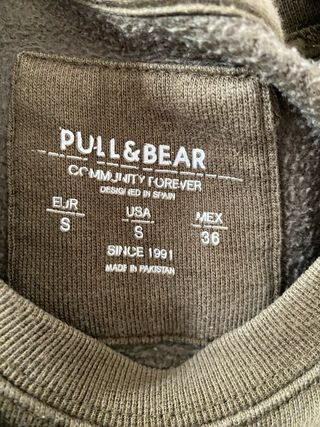 PULL&BEAR
COMMUNITY FOREVER
DESIGNED IN SPAIN
EUR USA MEX
S S 36
SINCE 1991
MADE IN PAKISTAN